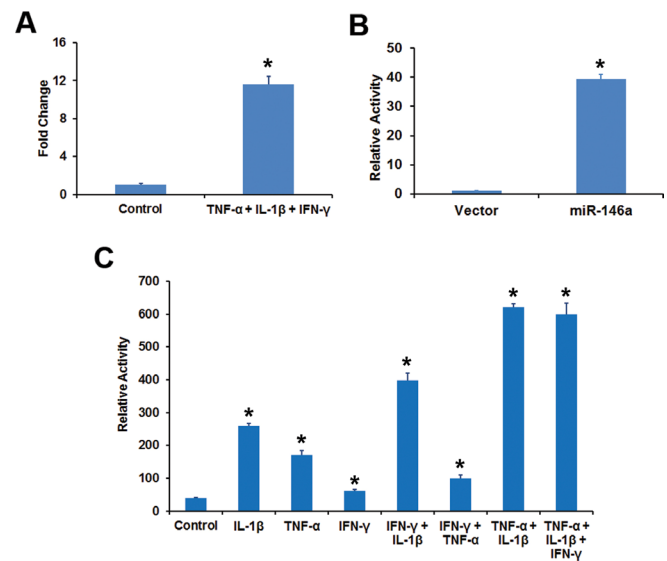 A
Fold Change
16
12
8
4
0
*
Control
TNF-α + IL-1β + IFN-γ
B
Relative Activity
50
40
30
20
10
0
*
Vector
miR-146a
C
Relative Activity
700
600
500
400
300
200
100
0
* * * * * * *
Control
IL-1β
TNF-α
IFN-γ
IFN-γ +
IL-1β
IFN-γ +
TNF-α
TNF-α +
IL-1β
TNF-α +
IL-1β +
IFN-γ